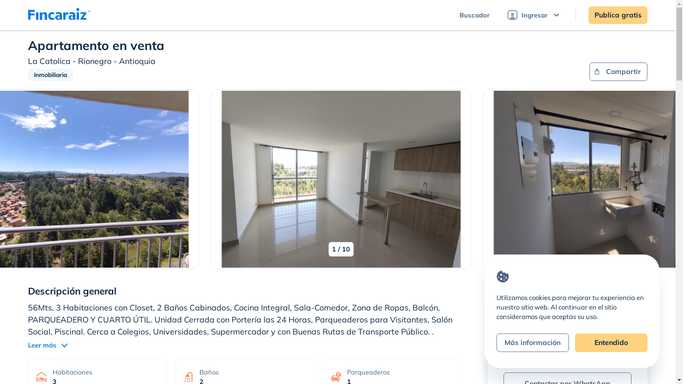 Fincaraiz
Buscador
Ingresar
Publica gratis
Apartamento en venta
La Catolica - Rionegro - Antioquia
Inmobiliaria
Compartir
1 / 10
Descripción general
56Mts, 3 Habitaciones con Closet, 2 Baños Cabinados, Cocina Integral, Sala-Comedor, Zona de Ropas, Balcón,
PARQUEADERO Y CUARTO ÚTIL. Unidad Cerrada con Portería las 24 Horas, Parqueaderos para Visitantes, Salón
Social, Piscinal. Cerca a Colegios, Universidades, Supermercado y con Buenas Rutas de Transporte Público. .
Leer más
Habitaciones
3
Baños
2
Parqueaderos
1
Utilizamos cookies para mejorar tu experiencia en
nuestro sitio web. Al continuar en el sitio
consideramos que aceptas su uso.
Más información
Entendido
Contactar por WhatsApp